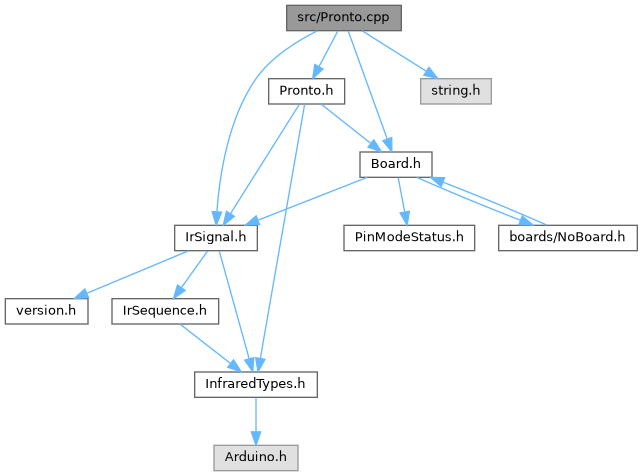 src/Pronto.cpp
Pronto.h
string.h
Board.h
IrSignal.h
PinModeStatus.h
boards/NoBoard.h
version.h
IrSequence.h
InfraredTypes.h
Arduino.h